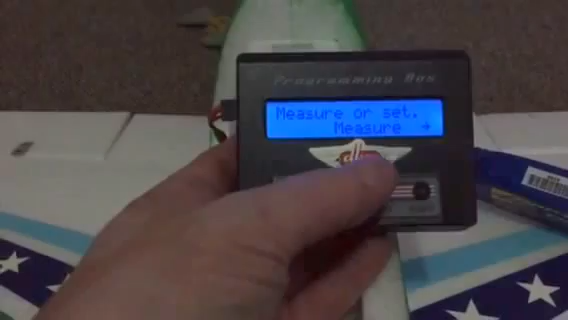 Programming Box
Measure or set.
Measure →